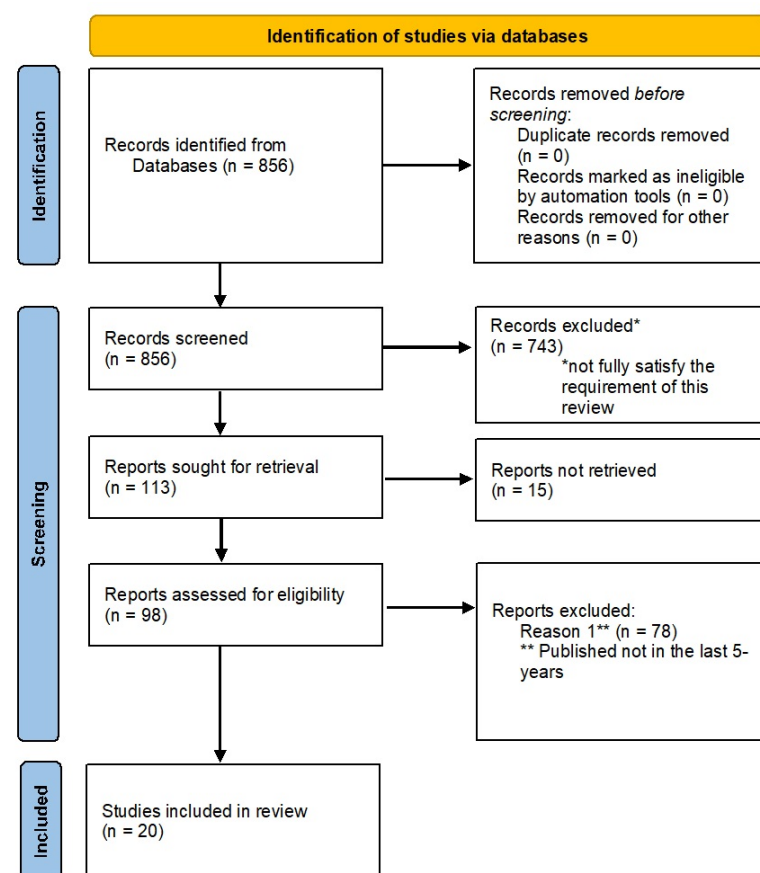 Identification of studies via databases
Identification
Records identified from
Databases (n = 856)
Records removed before
screening:
Duplicate records removed
(n = 0)
Records marked as ineligible
by automation tools (n = 0)
Records removed for other
reasons (n = 0)
Screening
Records screened
(n = 856)
Records excluded*
(n = 743)
*not fully satisfy the
requirement of this
review
Reports sought for retrieval
(n = 113)
Reports not retrieved
(n = 15)
Reports assessed for eligibility
(n = 98)
Reports excluded:
Reason 1** (n = 78)
** Published not in the last 5-
years
Included
Studies included in review
(n = 20)